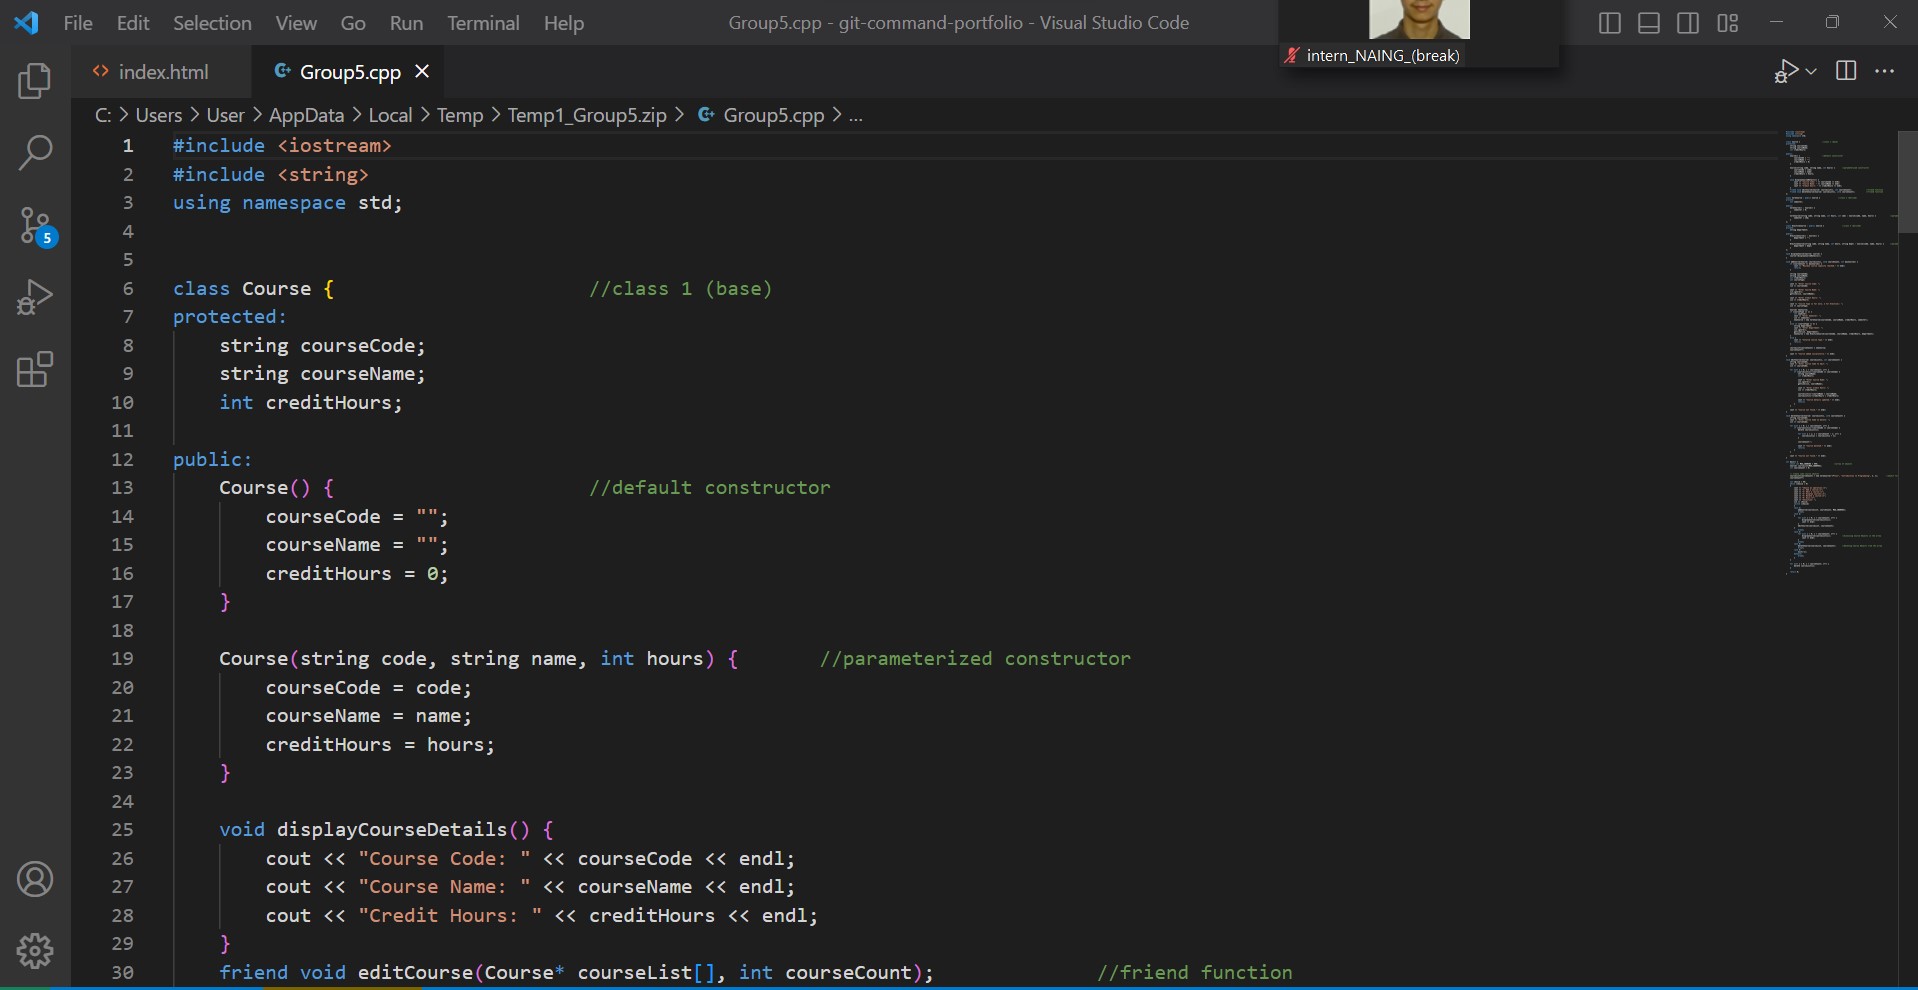 File Edit Selection View Go Run Terminal Help Group5.cpp - git-command-portfolio - Visual Studio Code
intern_NAING_(break)
index.html Group5.cpp
C: > Users > User > AppData > Local > Temp > Temp1_Group5.zip > Group5.cpp > ...
1 #include <iostream>
2 #include <string>
3 using namespace std;
4
5
6 class Course { //class 1 (base)
7 protected:
8 string courseCode;
9 string courseName;
10 int creditHours;
11
12 public:
13 Course() { //default constructor
14 courseCode = "";
15 courseName = "";
16 creditHours = 0;
17 }
18
19 Course(string code, string name, int hours) { //parameterized constructor
20 courseCode = code;
21 courseName = name;
22 creditHours = hours;
23 }
24
25 void displayCourseDetails() {
26 cout << "Course Code: " << courseCode << endl;
27 cout << "Course Name: " << courseName << endl;
28 cout << "Credit Hours: " << creditHours << endl;
29 }
30 friend void editCourse(Course* courseList[], int courseCount); //friend function
5